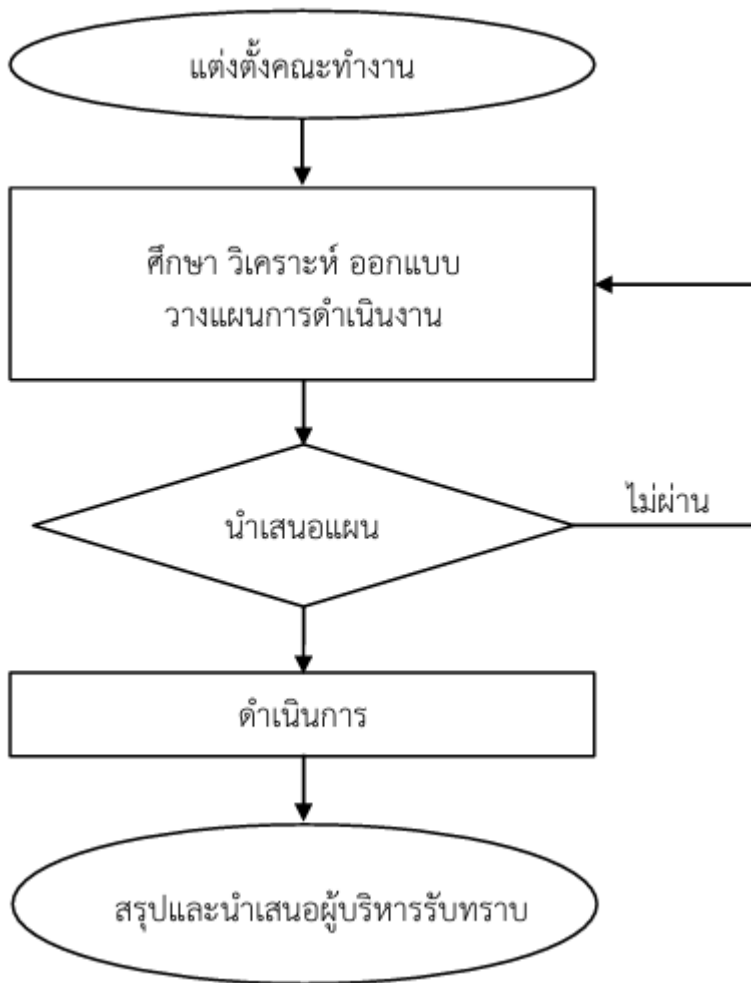 แต่งตั้งคณะทำงาน
ศึกษา วิเคราะห์ ออกแบบ
วางแผนการดำเนินงาน
นำเสนอแผน
ไม่ผ่าน
ดำเนินการ
สรุปและนำเสนอผู้บริหารรับทราบ